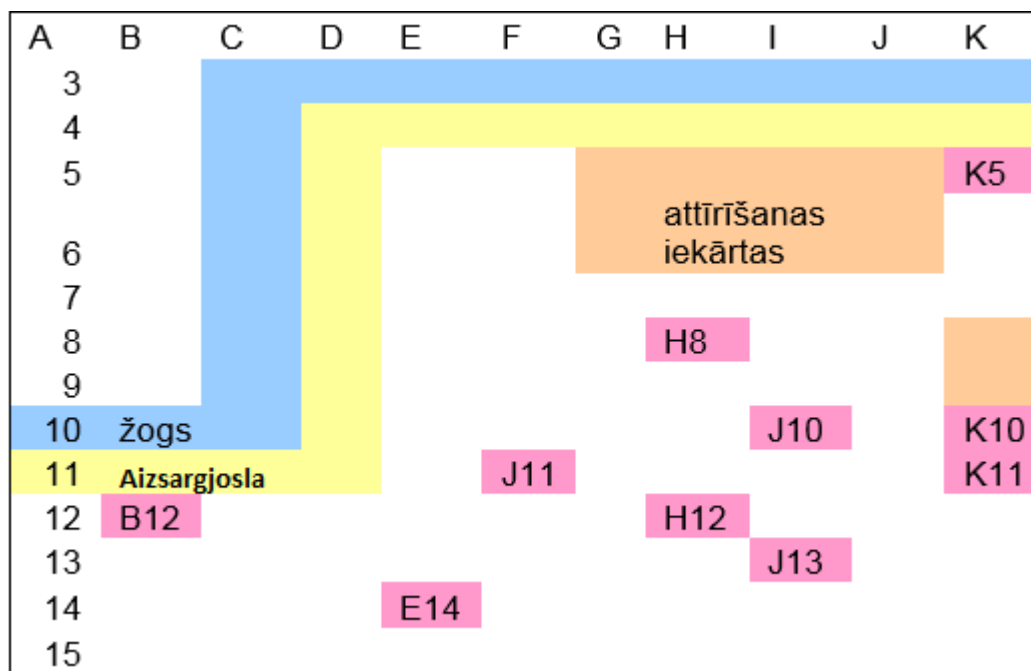 A B C D E F G H I J K
3
4
5 K5
attīrīšanas
6 iekārtas
7
8 H8
9
10 žogs J10 K10
11 Aizsargjosla J11 K11
12 B12 H12
13 J13
14 E14
15